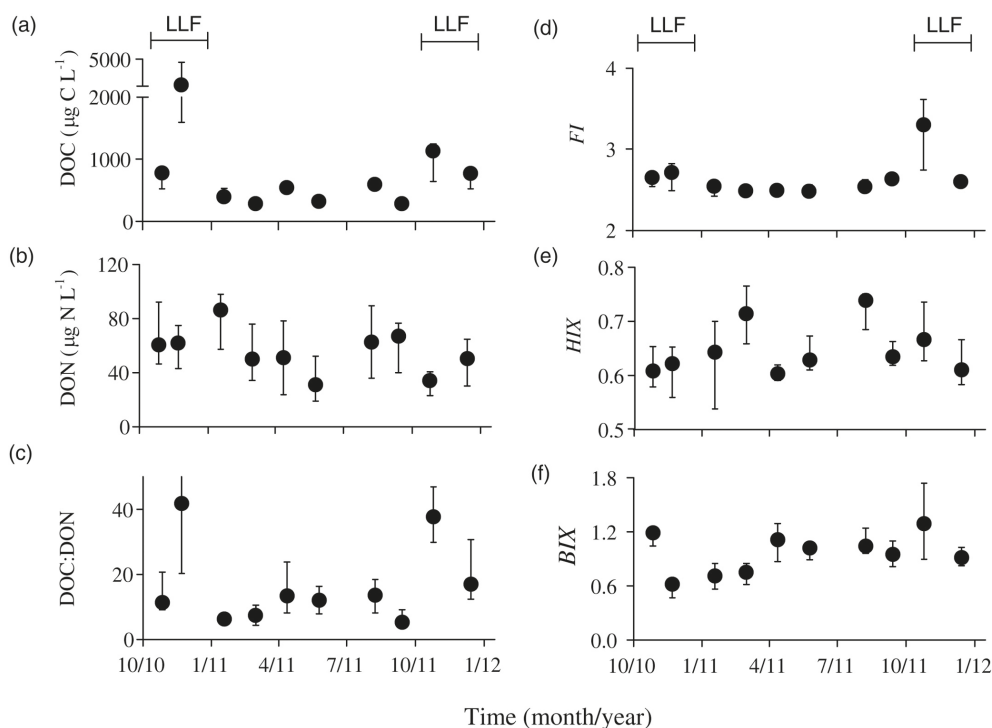 (a)
LLF
LLF
DOC (µg C L⁻¹)
5000
2000
1000
0
(b)
DON (µg N L⁻¹)
120
80
40
0
(c)
DOC:DON
40
20
0
10/10
1/11
4/11
7/11
10/11
1/12
(d)
LLF
LLF
FI
4
3
2
(e)
HIX
0.8
0.7
0.6
0.5
(f)
BIX
1.8
1.2
0.6
0.0
10/10
1/11
4/11
7/11
10/11
1/12
Time (month/year)